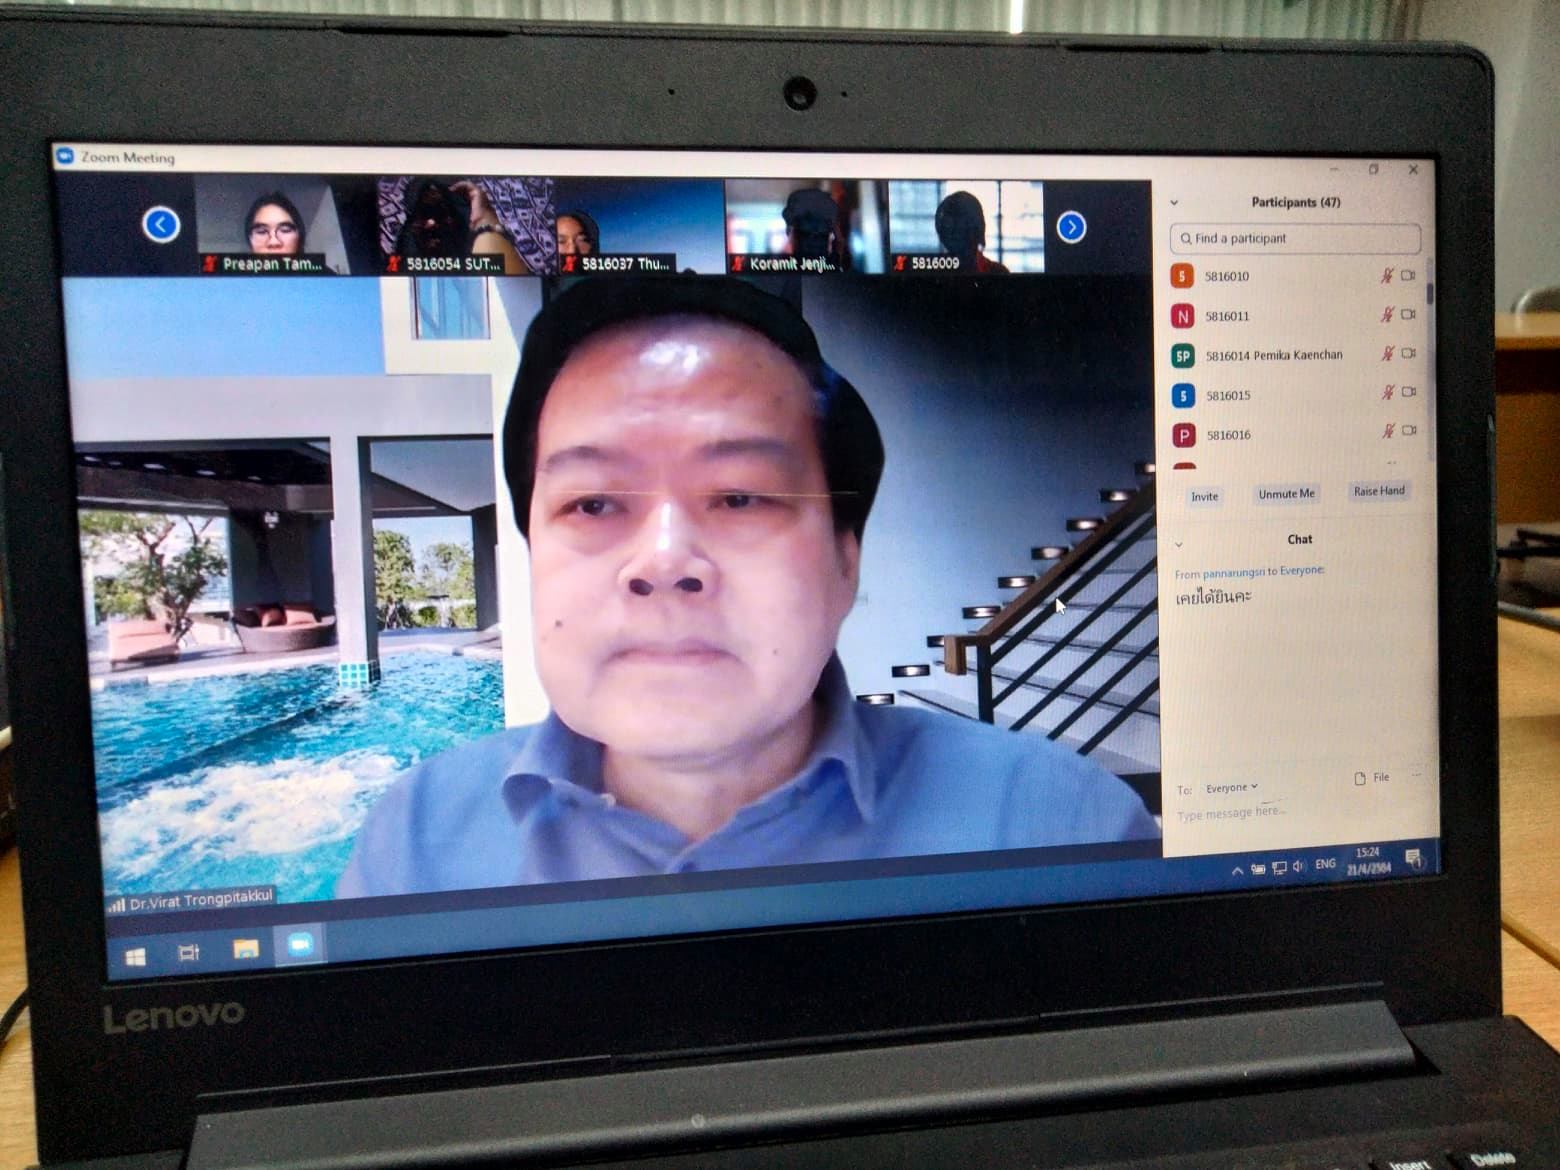 Zoom Meeting
Preapan Tam...
5816054 SUT...
5816037 Thu...
Koramit Jenji...
5816009
Dr.Virat Trongpitakkul
Participants (47)
Find a participant
5 5816010
N 5816011
SP 5816014 Pemika Kaenchan
5 5816015
P 5816016
Invite Unmute Me Raise Hand
Chat
From pannarungsri to Everyone:
เคยได้ยินคะ
To: Everyone File
Type message here...
ENG 15:24
21/4/2564
Lenovo
Insert Delete